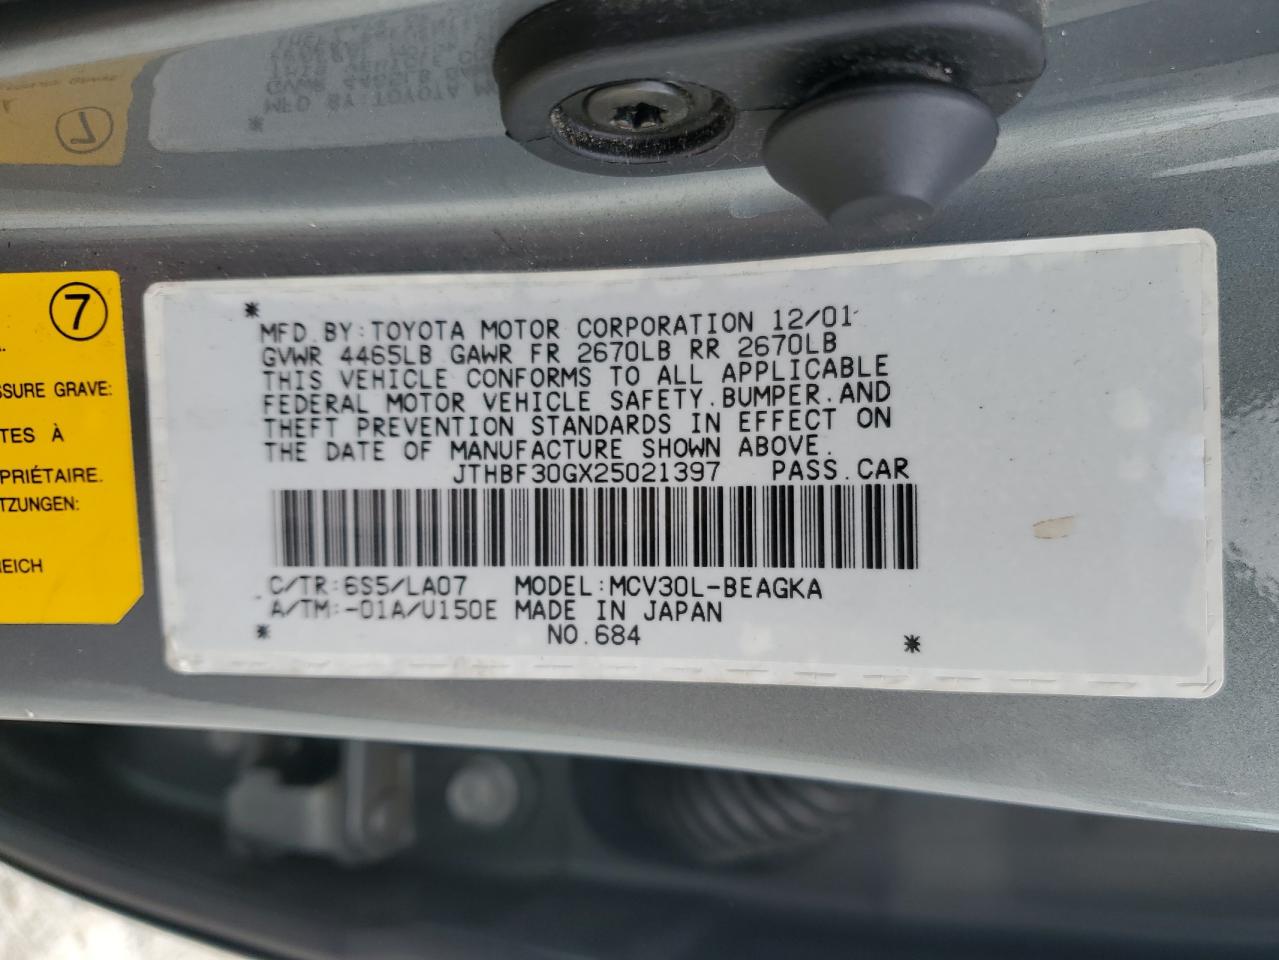 7
SSURE GRAVE:
TES À
PRIÉTAIRE.
TZUNGEN:
EICH
*
MFD. BY: TOYOTA MOTOR CORPORATION 12/01
GVWR 4465LB GAWR FR 2670LB RR 2670LB
THIS VEHICLE CONFORMS TO ALL APPLICABLE
FEDERAL MOTOR VEHICLE SAFETY. BUMPER. AND
THEFT PREVENTION STANDARDS IN EFFECT ON
THE DATE OF MANUFACTURE SHOWN ABOVE.
JTHBF30GX25021397 PASS. CAR
C/TR: 6S5/LA07 MODEL: MCV30L-BEAGKA
A/TM: -01A/U150E MADE IN JAPAN
* NO. 684 *